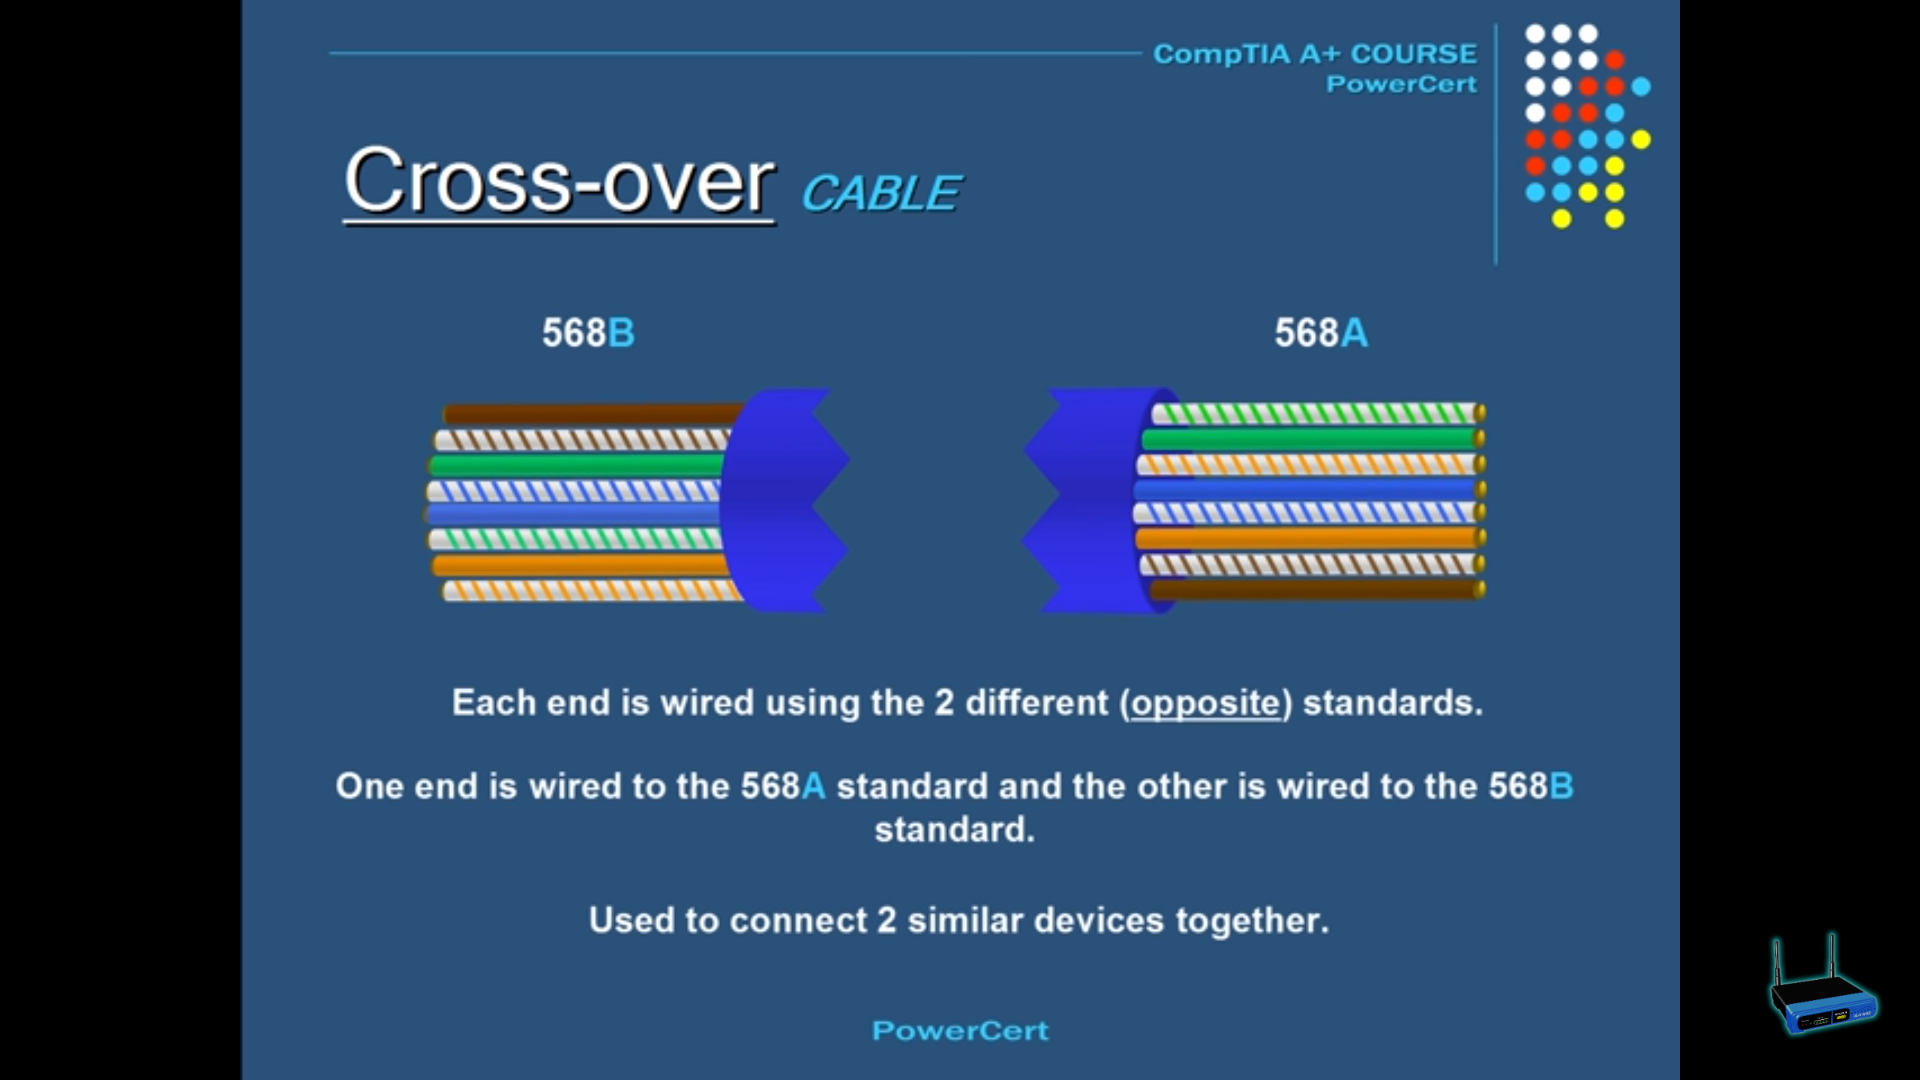 CompTIA A+ COURSE
PowerCert
Cross-over CABLE
568B
568A
Each end is wired using the 2 different (opposite) standards.
One end is wired to the 568A standard and the other is wired to the 568B
standard.
Used to connect 2 similar devices together.
PowerCert